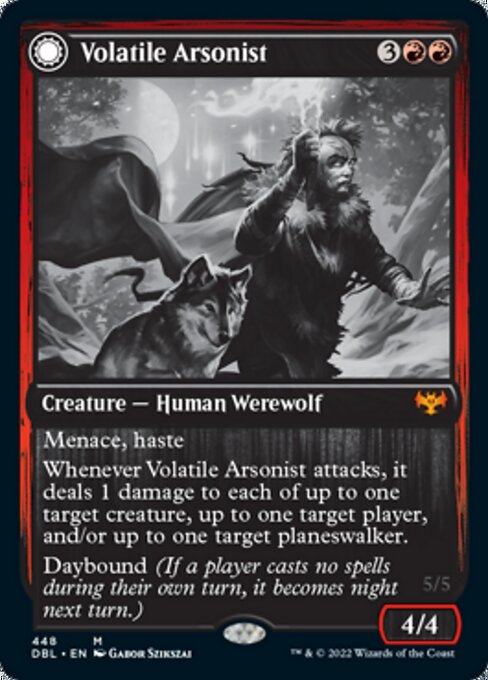 Volatile Arsonist 3
Creature — Human Werewolf
Menace, haste
Whenever Volatile Arsonist attacks, it
deals 1 damage to each of up to one
target creature, up to one target player,
and/or up to one target planeswalker.
Daybound (If a player casts no spells
during their own turn, it becomes night
next turn.)
5/5
4/4
448 M
DBL • EN Gabor Szikszai
™ & © 2022 Wizards of the Coast